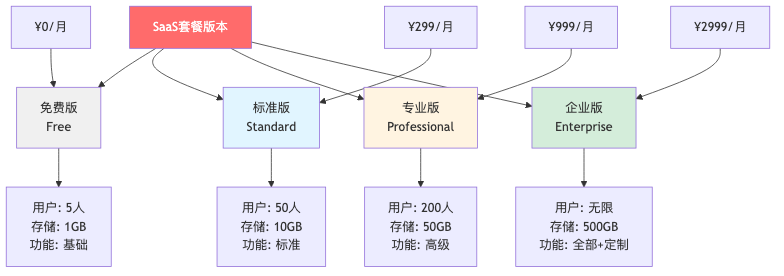 ¥0/月
SaaS套餐版本
¥299/月
¥999/月
¥2999/月
免费版
Free
标准版
Standard
专业版
Professional
企业版
Enterprise
用户: 5人
存储: 1GB
功能: 基础
用户: 50人
存储: 10GB
功能: 标准
用户: 200人
存储: 50GB
功能: 高级
用户: 无限
存储: 500GB
功能: 全部+定制